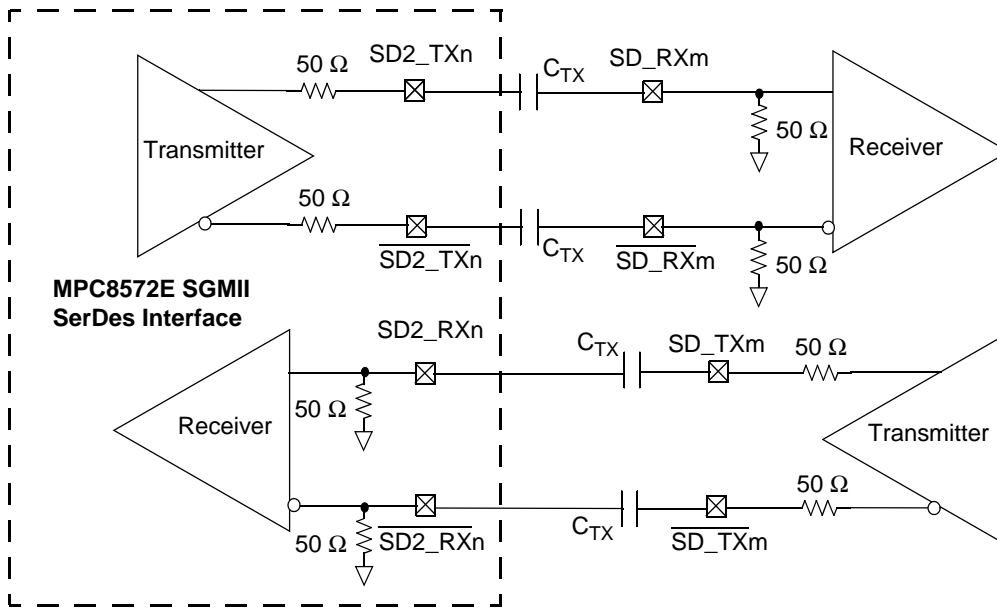 50 Ω
SD2_TXn
C_TX
SD_RXm
50 Ω
Transmitter
Receiver
50 Ω
SD2_TXn
C_TX
SD_RXm
50 Ω
MPC8572E SGMII
SerDes Interface
SD2_RXn
C_TX
SD_TXm
50 Ω
50 Ω
Receiver
Transmitter
50 Ω
50 Ω
SD2_RXn
C_TX
SD_TXm